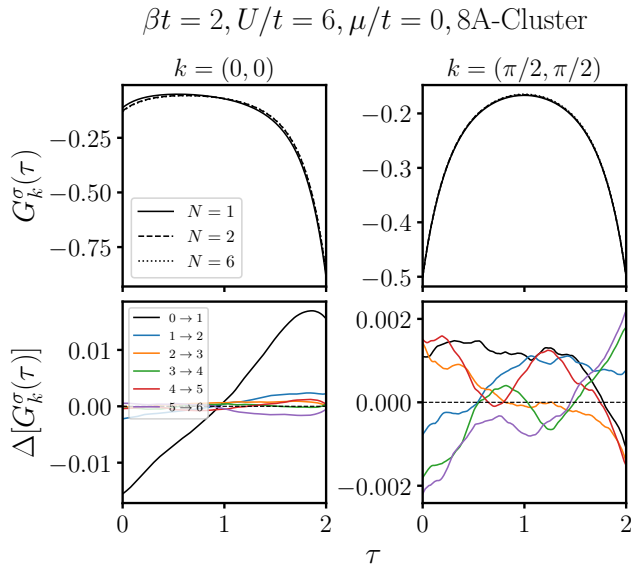 βt = 2, U/t = 6, μ/t = 0, 8A-Cluster
k = (0, 0)
k = (π/2, π/2)
G_k^σ(τ)
−0.25
−0.50
−0.75
N = 1
N = 2
N = 6
−0.2
−0.3
−0.4
−0.5
Δ[G_k^σ(τ)]
0.01
0.00
−0.01
0 → 1
1 → 2
2 → 3
3 → 4
4 → 5
5 → 6
0 1 2
0.002
0.000
−0.002
0 1 2
τ